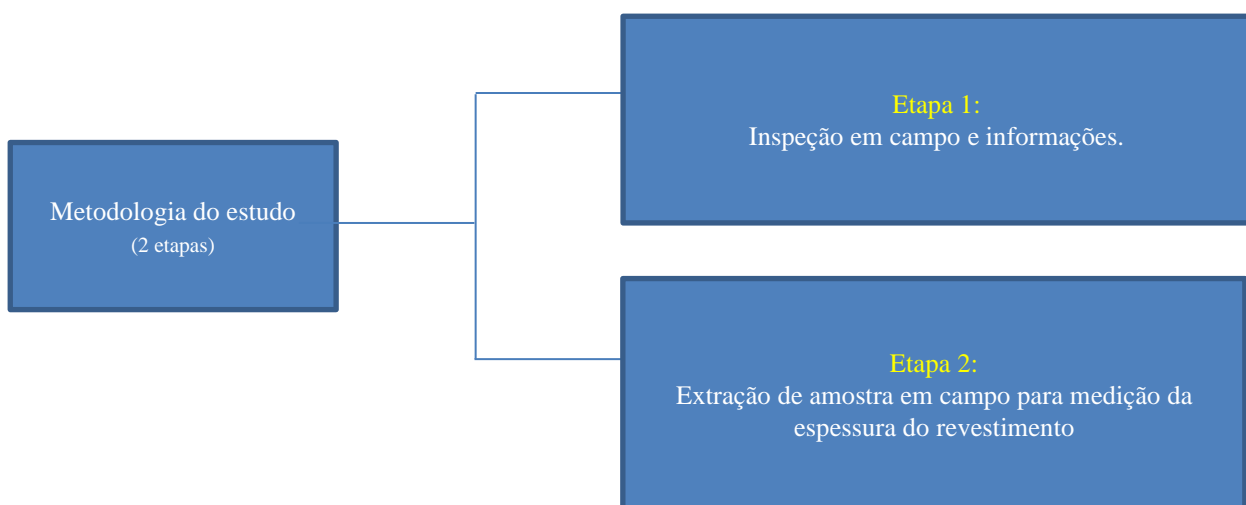 Metodologia do estudo
(2 etapas)
Etapa 1:
Inspeção em campo e informações.
Etapa 2:
Extração de amostra em campo para medição da
espessura do revestimento